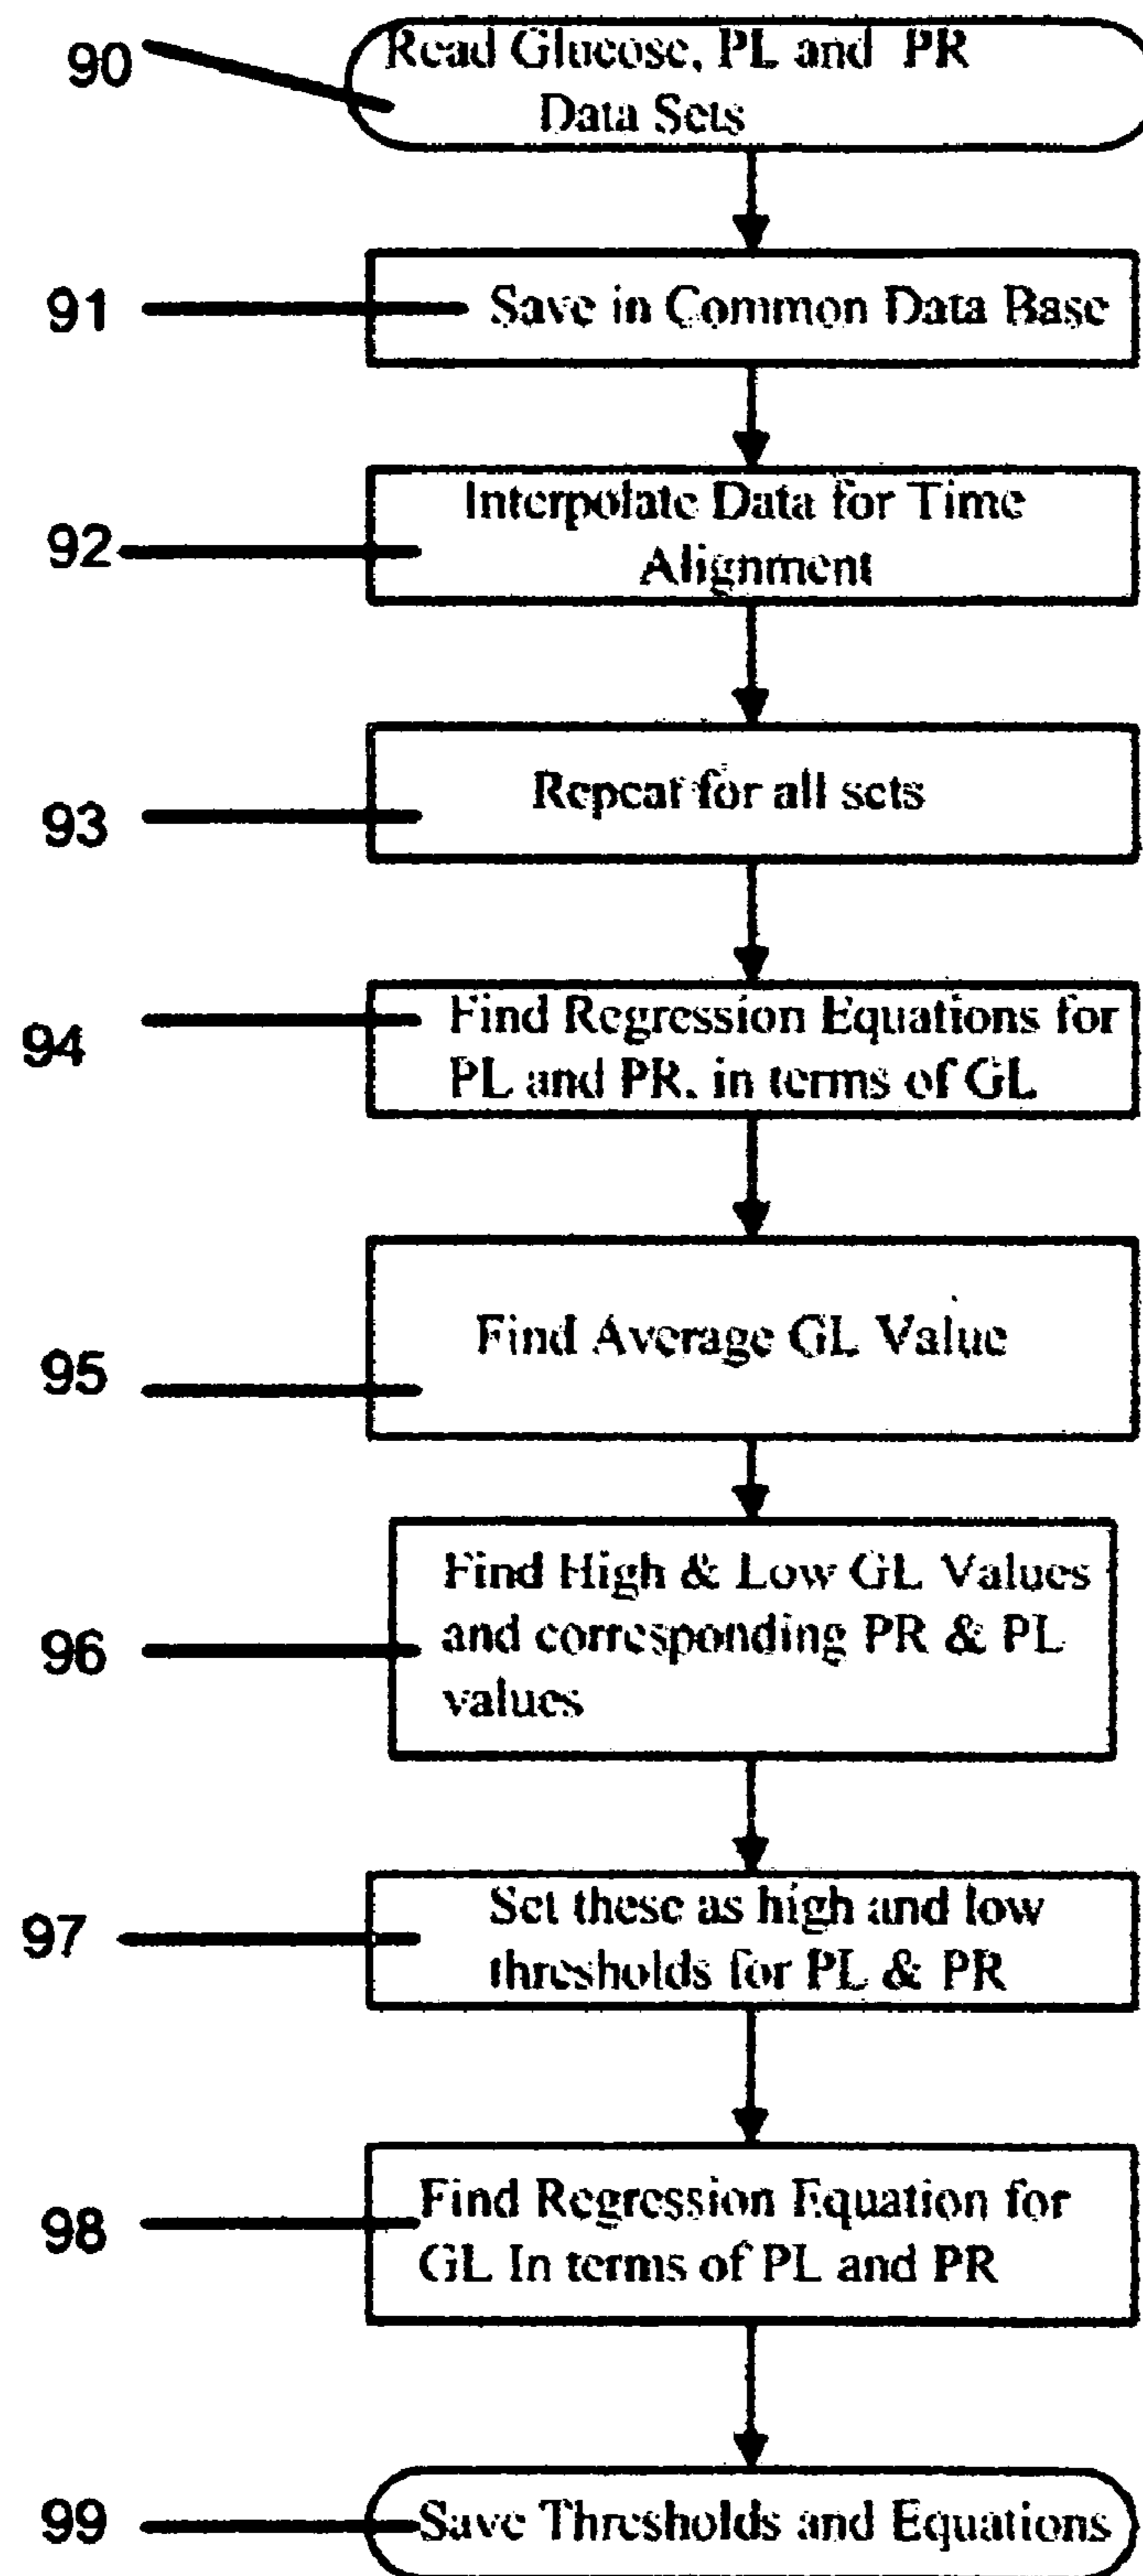 90
Read Glucose, PL and PR
Data Sets
91
Save in Common Data Base
92
Interpolate Data for Time
Alignment
93
Repeat for all sets
94
Find Regression Equations for
PL and PR, in terms of GL
95
Find Average GL Value
96
Find High & Low GL Values
and corresponding PR & PL
values
97
Set these as high and low
thresholds for PL & PR
98
Find Regression Equation for
GL In terms of PL and PR
99
Save Thresholds and Equations